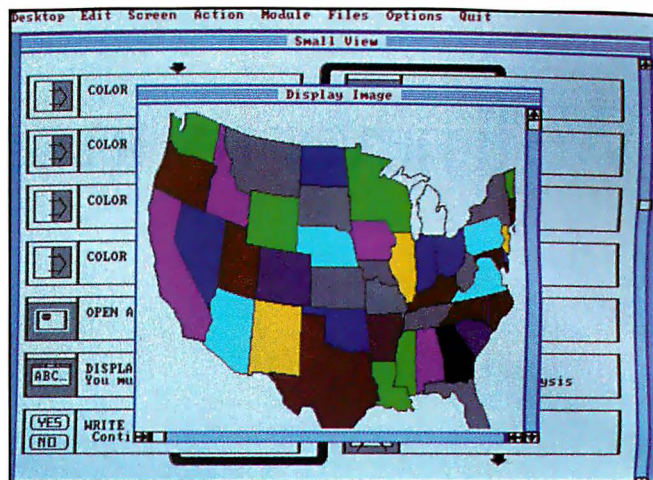 Desktop Edit Screen Action Module Files Options Quit
Small View
COLOR
Display Image
COLOR
COLOR
COLOR
OPEN A
ABC...
DISPLA
You mu
ysis
YES
NO
WRITE
Conti